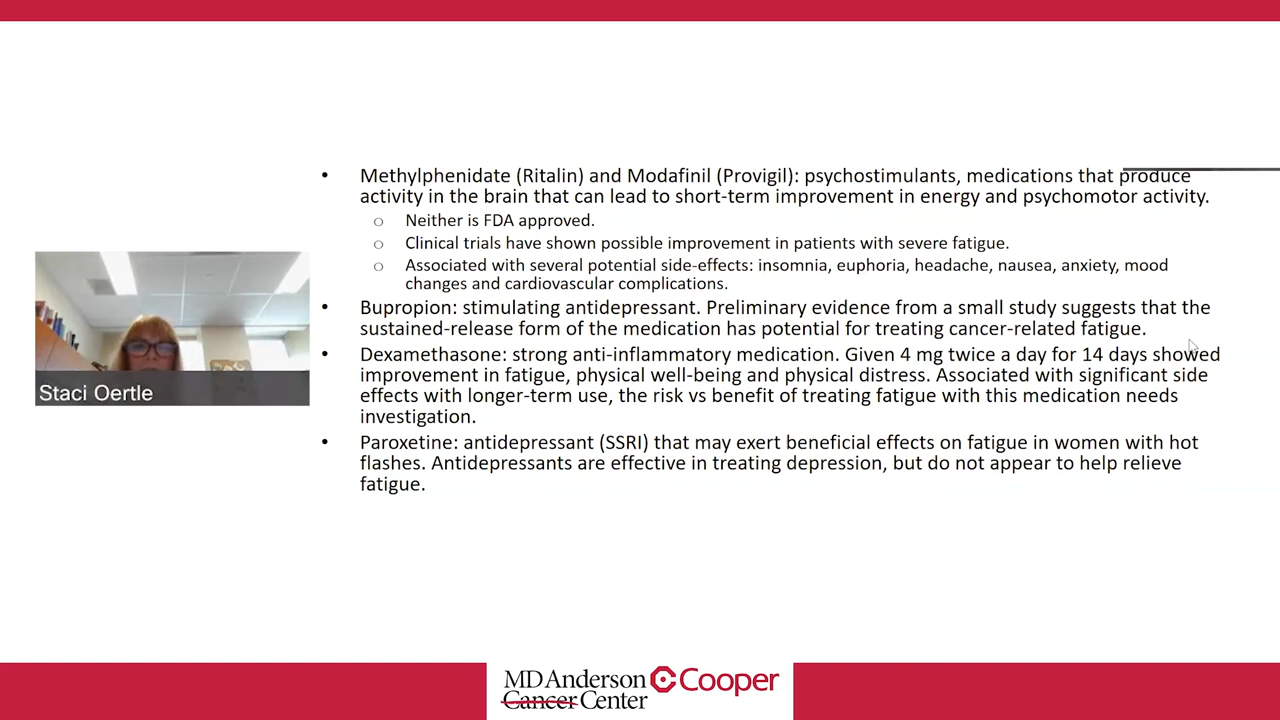 • Methylphenidate (Ritalin) and Modafinil (Provigil): psychostimulants, medications that produce
activity in the brain that can lead to short-term improvement in energy and psychomotor activity.
○ Neither is FDA approved.
○ Clinical trials have shown possible improvement in patients with severe fatigue.
○ Associated with several potential side-effects: insomnia, euphoria, headache, nausea, anxiety, mood
changes and cardiovascular complications.
• Bupropion: stimulating antidepressant. Preliminary evidence from a small study suggests that the
sustained-release form of the medication has potential for treating cancer-related fatigue.
• Dexamethasone: strong anti-inflammatory medication. Given 4 mg twice a day for 14 days showed
improvement in fatigue, physical well-being and physical distress. Associated with significant side
effects with longer-term use, the risk vs benefit of treating fatigue with this medication needs
investigation.
• Paroxetine: antidepressant (SSRI) that may exert beneficial effects on fatigue in women with hot
flashes. Antidepressants are effective in treating depression, but do not appear to help relieve
fatigue.
Staci Oertle
MD Anderson Cooper
Cancer Center